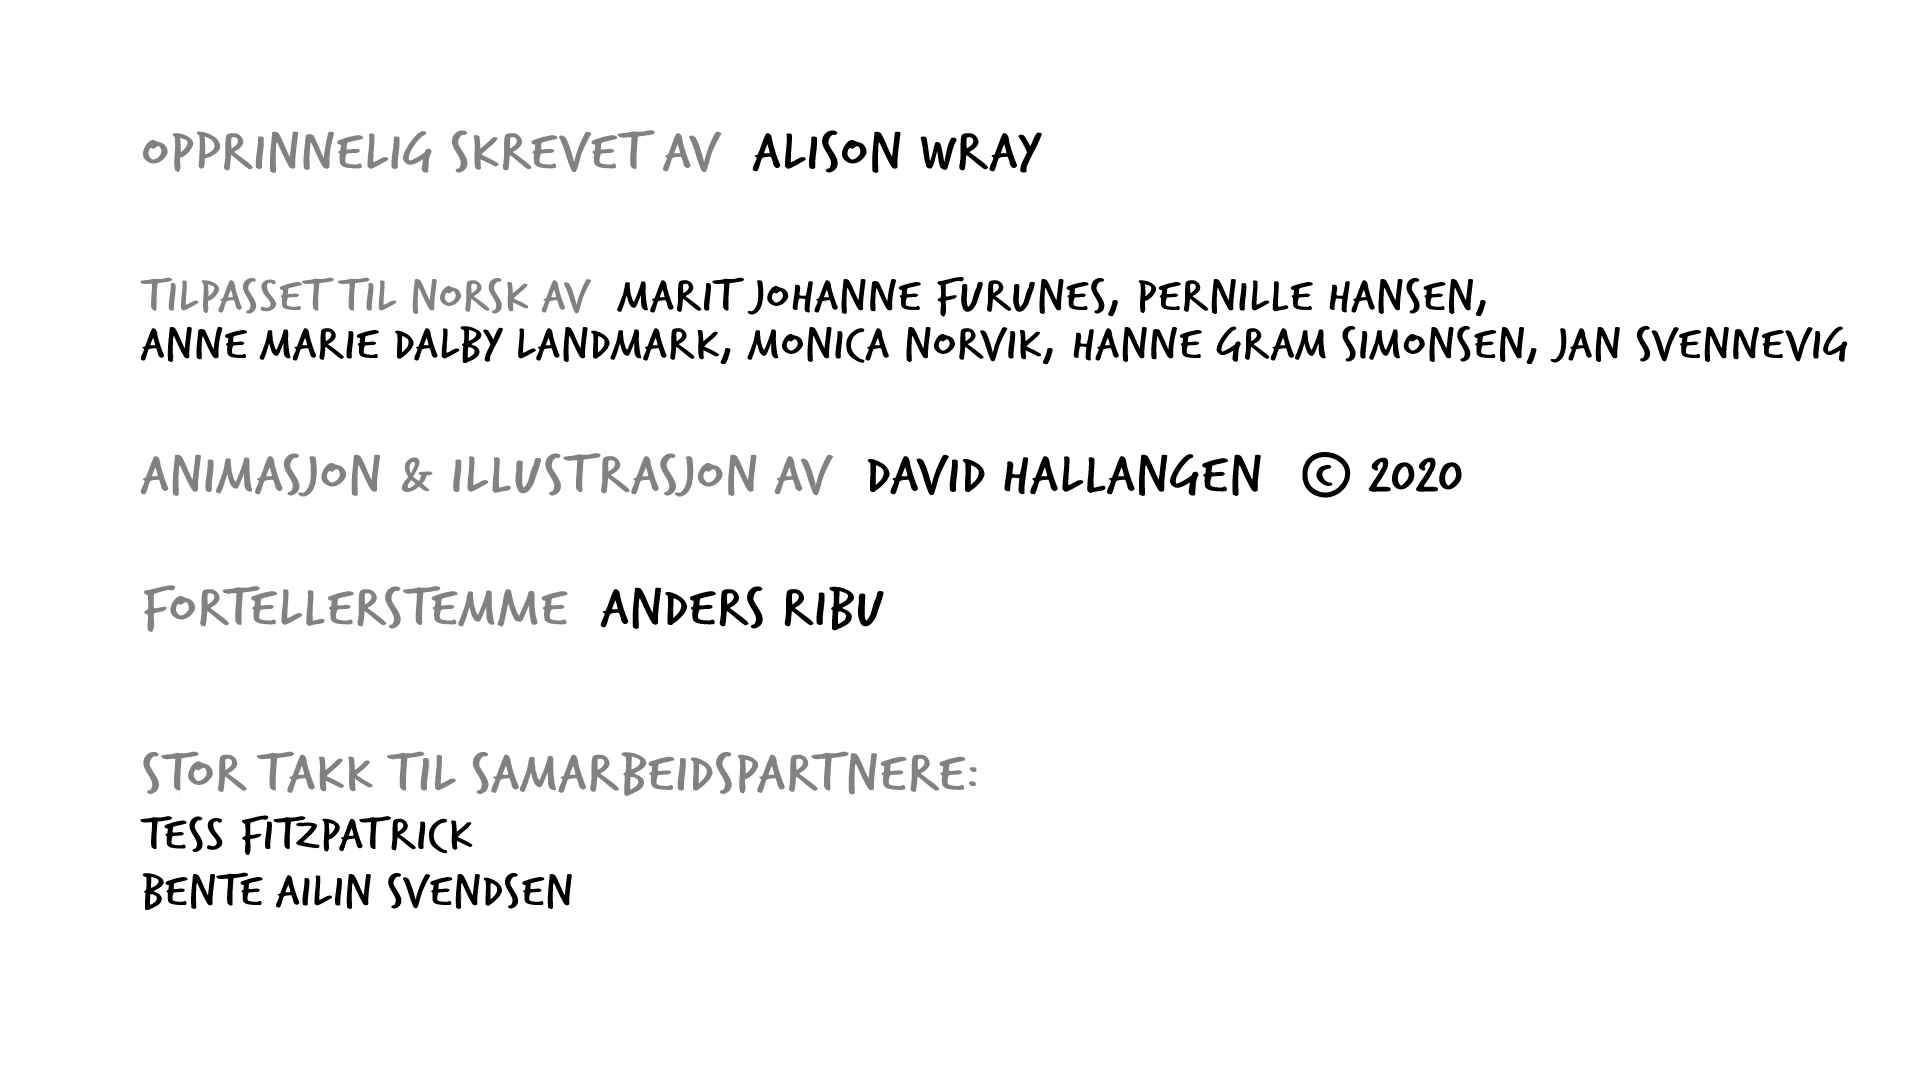 OPPRINNELIG SKREVET AV ALISON WRAY
TILPASSET TIL NORSK AV MARIT JOHANNE FURUNES, PERNILLE HANSEN,
ANNE MARIE DALBY LANDMARK, MONICA NORVIK, HANNE GRAM SIMONSEN, JAN SVENNEVIG
ANIMASJON & ILLUSTRASJON AV DAVID HALLANGEN © 2020
FORTELLERSTEMME ANDERS RIBU
STOR TAKK TIL SAMARBEIDSPARTNERE:
TESS FITZPATRICK
BENTE AILIN SVENDSEN